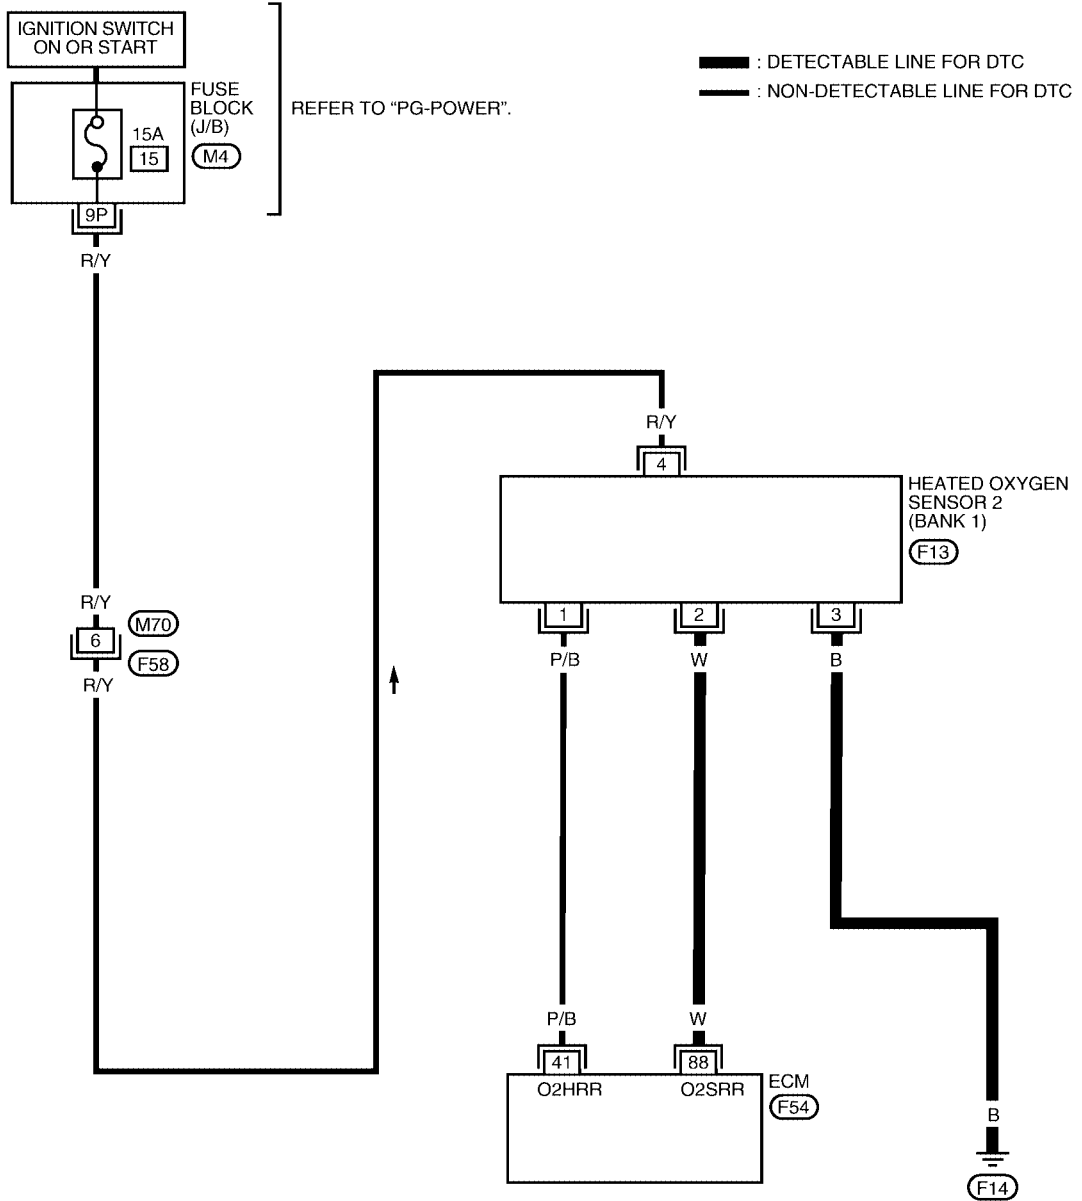 IGNITION SWITCH
ON OR START
FUSE
BLOCK
(J/B)
M4
15A
15
9P
REFER TO “PG-POWER”.
: DETECTABLE LINE FOR DTC
: NON-DETECTABLE LINE FOR DTC
R/Y
R/Y
4
HEATED OXYGEN
SENSOR 2
(BANK 1)
F13
R/Y
M70
6
F58
R/Y
1
2
3
P/B
W
B
P/B
W
41
88
O2HRR
O2SRR
ECM
F54
B
F14